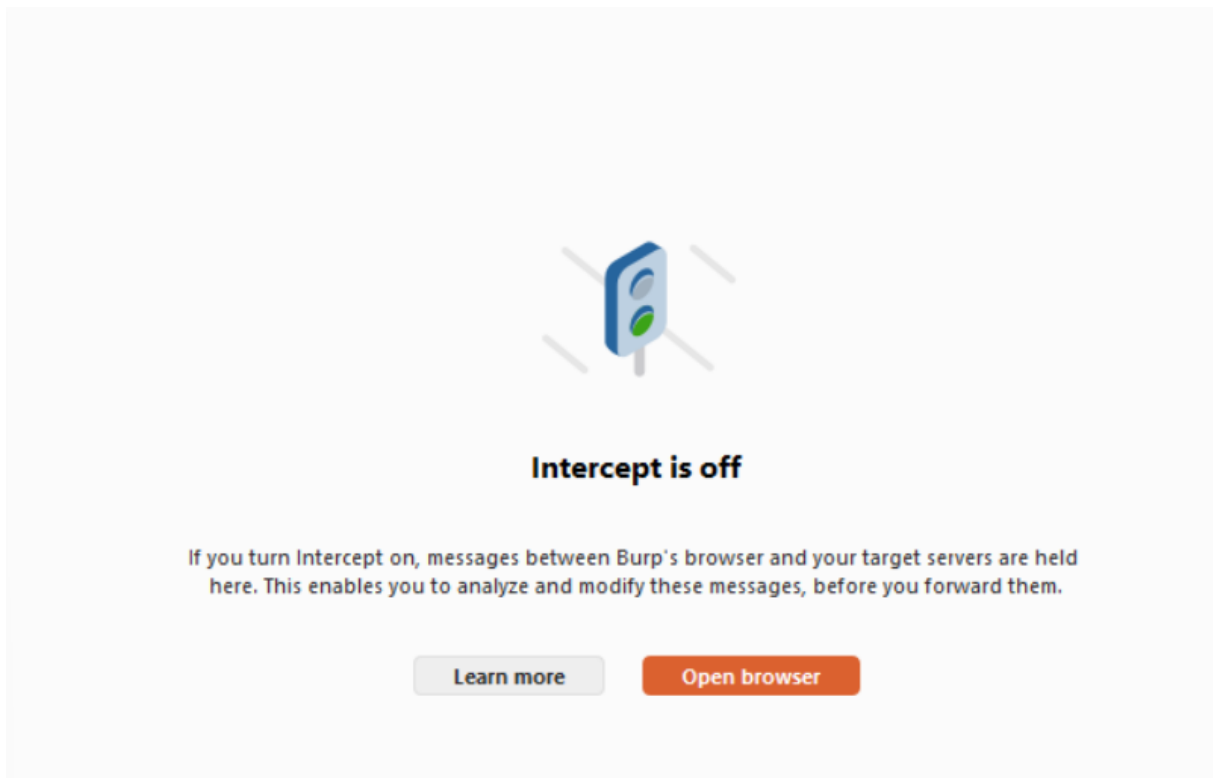 Intercept is off
If you turn Intercept on, messages between Burp's browser and your target servers are held
here. This enables you to analyze and modify these messages, before you forward them.
Learn more
Open browser